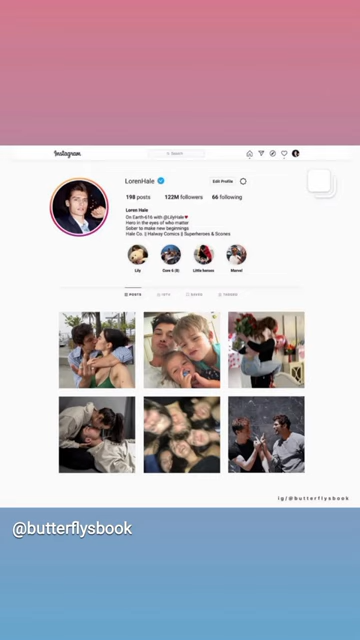 Instagram
Search
LorenHale
Edit Profile
198 posts 122M followers 66 following
Loren Hale
On Earth-616 with @LilyHale♥
Hero in the eyes of who matter
Sober to make new beginnings
Hale Co. || Halway Comics || Superheroes & Scones
Lily Core 6 (8) Little heroes Marvel
POSTS IGTV SAVED TAGGED
ig/@butterflysbook
@butterflysbook